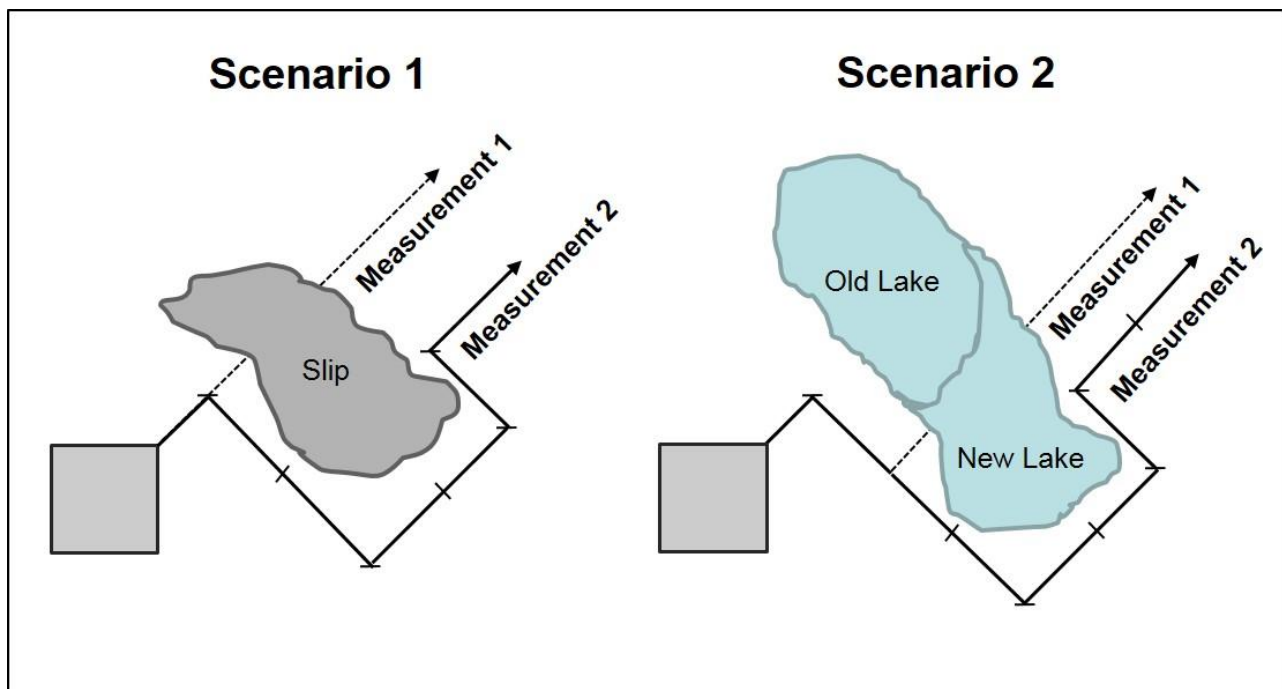 Scenario 1
Scenario 2
Measurement 1
Measurement 2
Slip
Measurement 1
Measurement 2
Old Lake
New Lake